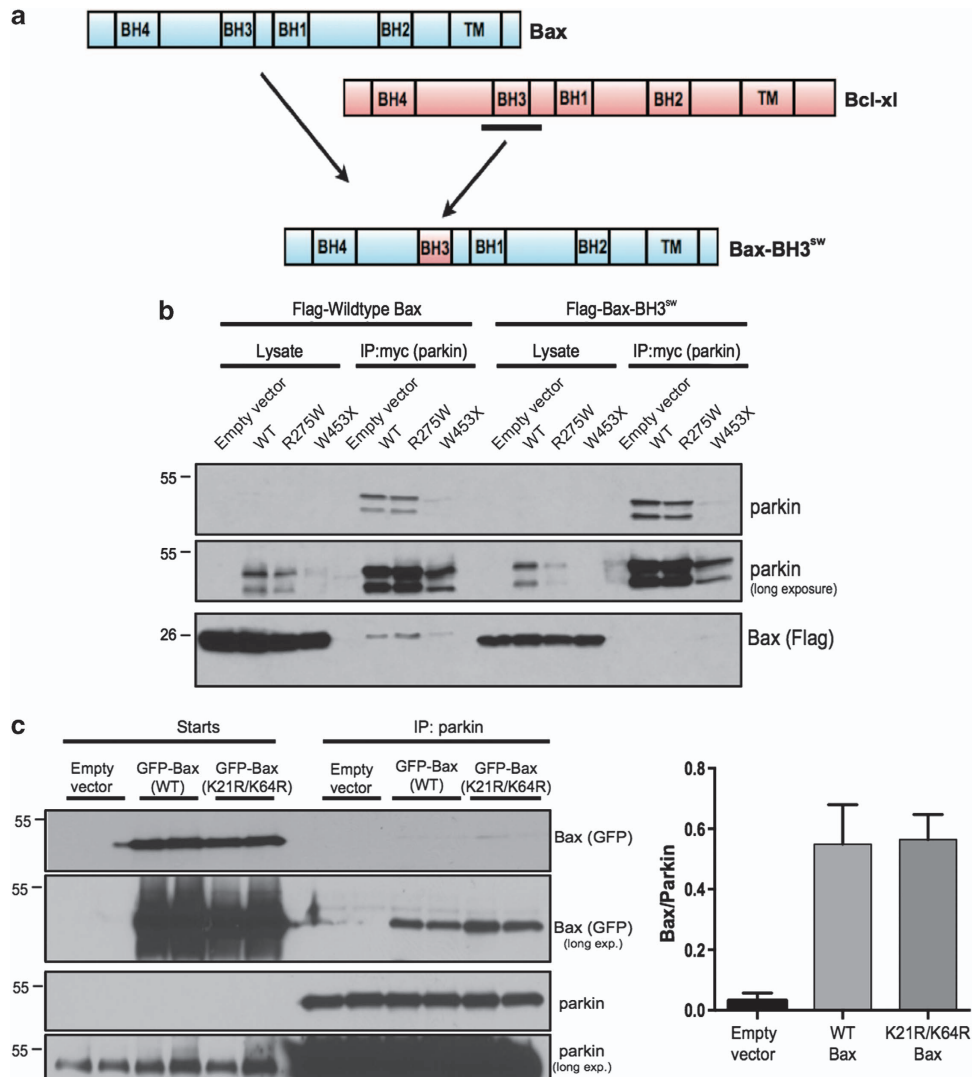 a
BH4 BH3 BH1 BH2 TM Bax
BH4 BH3 BH1 BH2 TM Bcl-xl
BH4 BH3 BH1 BH2 TM Bax-BH3sw
b
Flag-Wildtype Bax Flag-Bax-BH3sw
Lysate IP:myc (parkin) Lysate IP:myc (parkin)
Empty vector WT R275W W453X Empty vector WT R275W W453X Empty vector WT R275W W453X Empty vector WT R275W W453X
55 parkin
55 parkin
(long exposure)
26 Bax (Flag)
c
Starts IP: parkin
Empty vector GFP-Bax (WT) GFP-Bax (K21R/K64R) Empty vector GFP-Bax (WT) GFP-Bax (K21R/K64R)
55 Bax (GFP)
55 Bax (GFP)
(long exp.)
55 parkin
55 parkin
(long exp.)
Bax/Parkin
0.8
0.6
0.4
0.2
0.0
Empty vector WT Bax K21R/K64R Bax